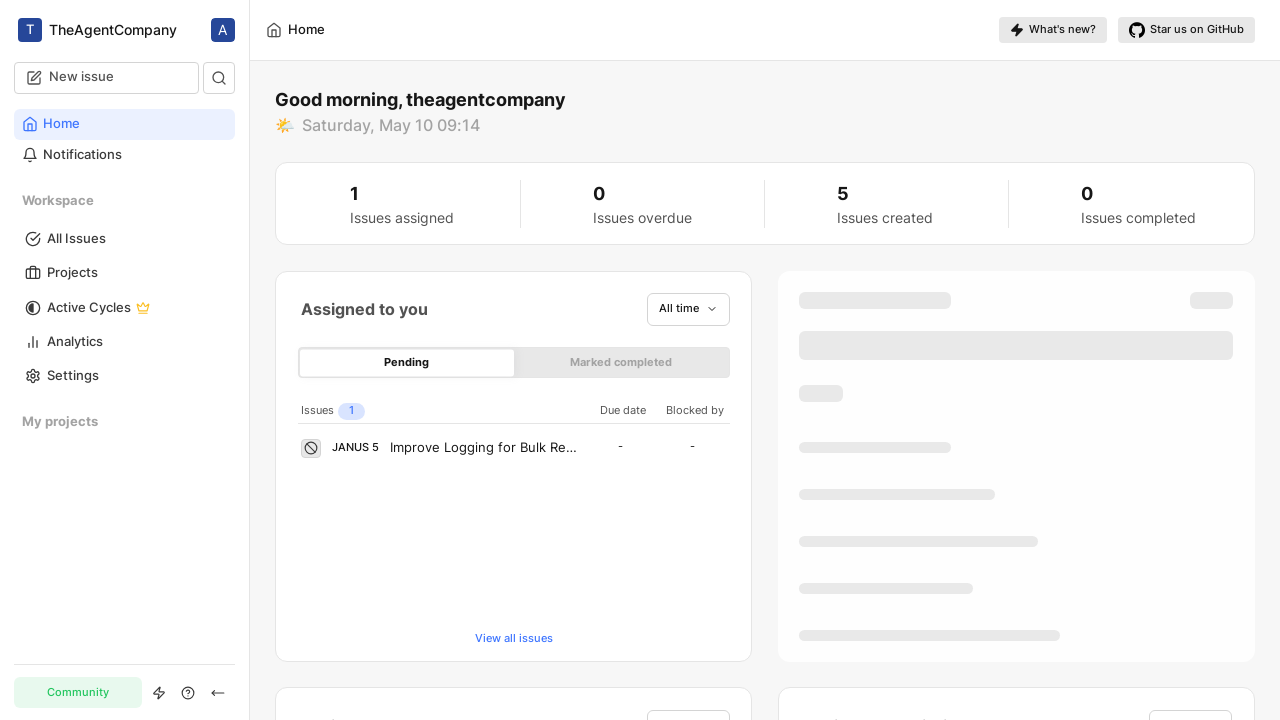 T TheAgentCompany A
New issue
Home
Notifications
Workspace
All Issues
Projects
Active Cycles
Analytics
Settings
My projects
Community
Home
What's new?
Star us on GitHub
Good morning, theagentcompany
Saturday, May 10 09:14
1
Issues assigned
0
Issues overdue
5
Issues created
0
Issues completed
Assigned to you
All time
Pending
Marked completed
Issues 1 Due date Blocked by
JANUS 5 Improve Logging for Bulk Re... - -
View all issues